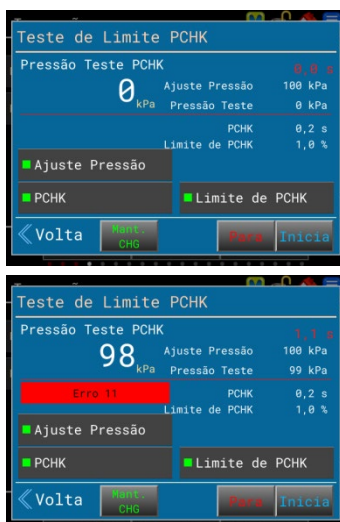 Teste de Limite PCHK
Pressão Teste PCHK
0,0 s
0 kPa
Ajuste Pressão 100 kPa
Pressão Teste 0 kPa
PCHK 0,2 s
Limite de PCHK 1,0 %
Ajuste Pressão
PCHK
Limite de PCHK
Volta
Mant. CHG
Para
Inicia
Teste de Limite PCHK
Pressão Teste PCHK
1,1 s
98 kPa
Ajuste Pressão 100 kPa
Pressão Teste 99 kPa
Erro 11
PCHK 0,2 s
Limite de PCHK 1,0 %
Ajuste Pressão
PCHK
Limite de PCHK
Volta
Mant. CHG
Para
Inicia